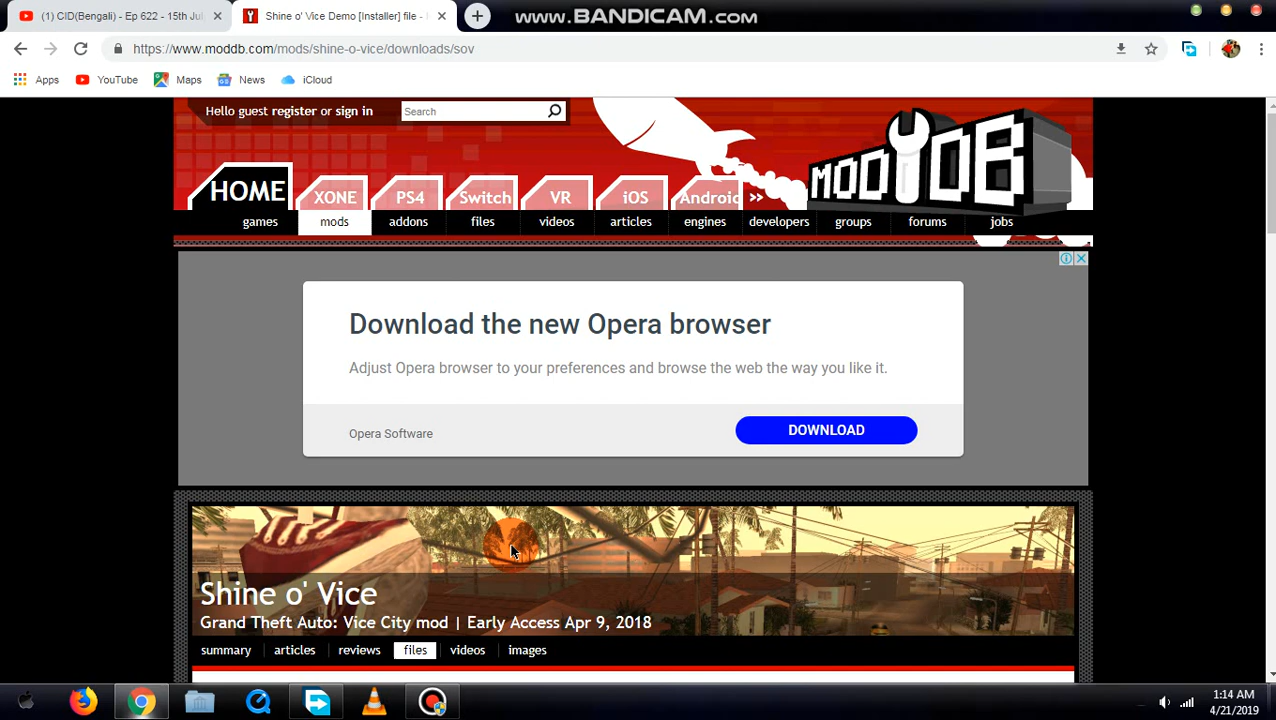 (1) CID(Bengali) - Ep 622 - 15th Jul
Shine o' Vice Demo [Installer] file -
www.BANDICAM.com
https://www.moddb.com/mods/shine-o-vice/downloads/sov
Apps YouTube Maps News iCloud
Hello guest register or sign in
Search
MODDB
HOME XONE PS4 Switch VR iOS Android >>
games mods addons files videos articles engines developers groups forums jobs
Download the new Opera browser
Adjust Opera browser to your preferences and browse the web the way you like it.
Opera Software
DOWNLOAD
Shine o' Vice
Grand Theft Auto: Vice City mod | Early Access Apr 9, 2018
summary articles reviews files videos images
1:14 AM
4/21/2019